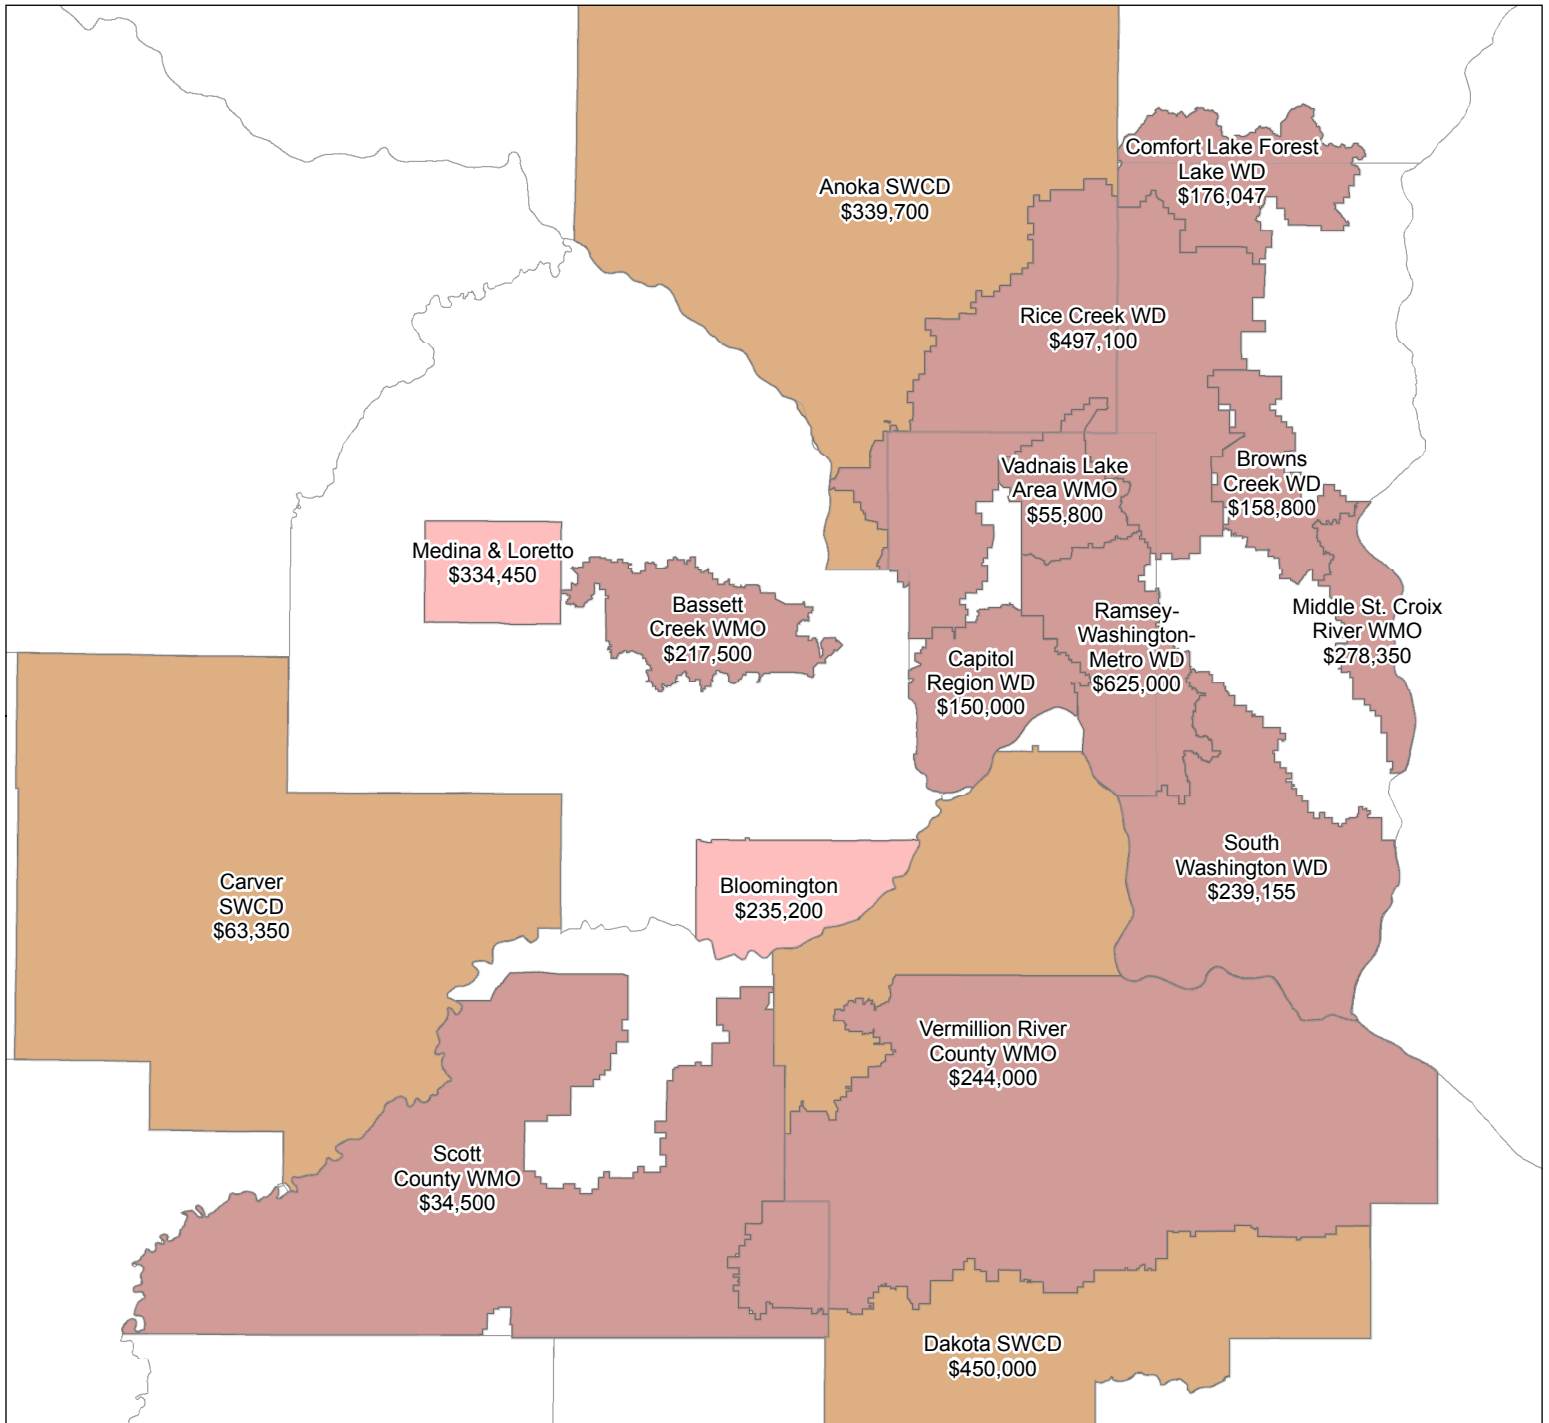 Comfort Lake Forest
Lake WD
$176,047
Anoka SWCD
$339,700
Rice Creek WD
$497,100
Vadnais Lake
Area WMO
$55,800
Browns
Creek WD
$158,800
Medina & Loretto
$334,450
Bassett
Creek WMO
$217,500
Ramsey-
Washington-
Metro WD
$625,000
Middle St. Croix
River WMO
$278,350
Capitol
Region WD
$150,000
South
Washington WD
$239,155
Carver
SWCD
$63,350
Bloomington
$235,200
Vermillion River
County WMO
$244,000
Scott
County WMO
$34,500
Dakota SWCD
$450,000